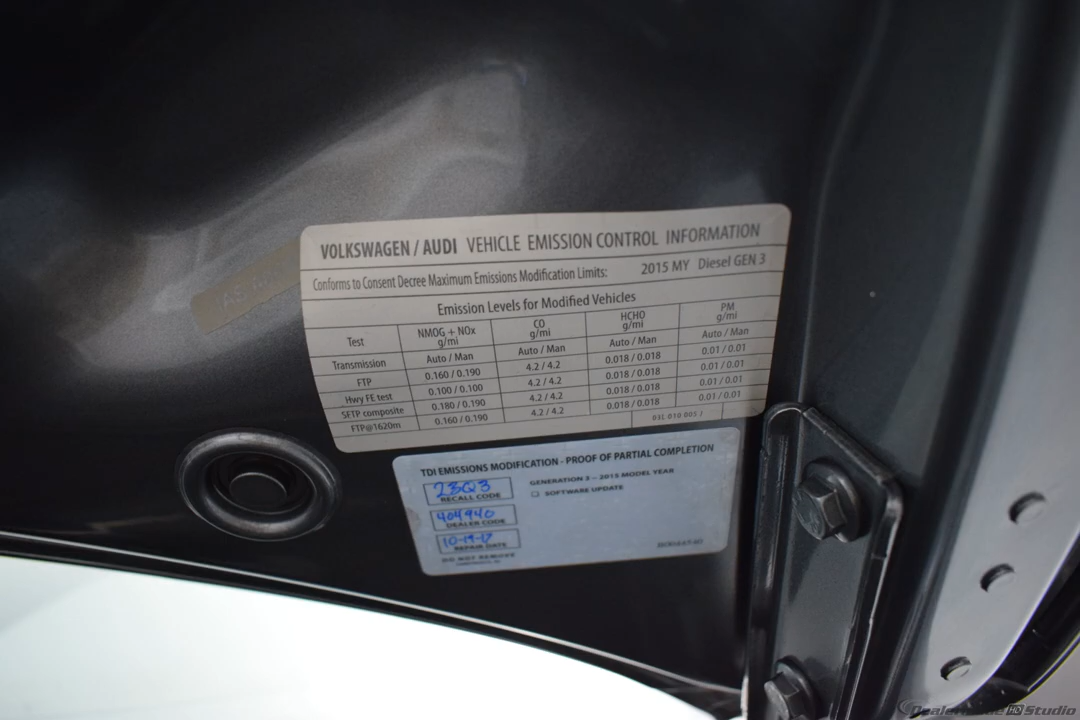 VOLKSWAGEN / AUDI VEHICLE EMISSION CONTROL INFORMATION
Conforms to Consent Decree Maximum Emissions Modification Limits: 2015 MY Diesel GEN 3
Emission Levels for Modified Vehicles
Test NMOG + NOx g/mi CO g/mi HCHO g/mi PM g/mi
Transmission Auto / Man Auto / Man Auto / Man Auto / Man
FTP 0.160 / 0.190 4.2 / 4.2 0.018 / 0.018 0.01 / 0.01
Hwy FE test 0.100 / 0.100 4.2 / 4.2 0.018 / 0.018 0.01 / 0.01
SFTP composite 0.180 / 0.190 4.2 / 4.2 0.018 / 0.018 0.01 / 0.01
FTP@1620m 0.160 / 0.190 4.2 / 4.2 0.018 / 0.018 0.01 / 0.01
03L 010 005 J
TDI EMISSIONS MODIFICATION - PROOF OF PARTIAL COMPLETION
23Q3
RECALL CODE
GENERATION 3 - 2015 MODEL YEAR
☐ SOFTWARE UPDATE
404940
DEALER CODE
10-19-17
REPAIR DATE
DO NOT REMOVE
HD Studio